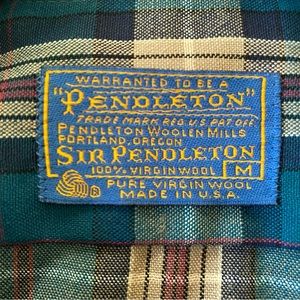 WARRANTED TO BE A
"PENDLETON"
TRADE MARK REG. U.S. PAT. OFF.
PENDLETON WOOLEN MILLS
PORTLAND, OREGON
SIR PENDLETON
100% VIRGIN WOOL M
PURE VIRGIN WOOL
MADE IN U.S.A.